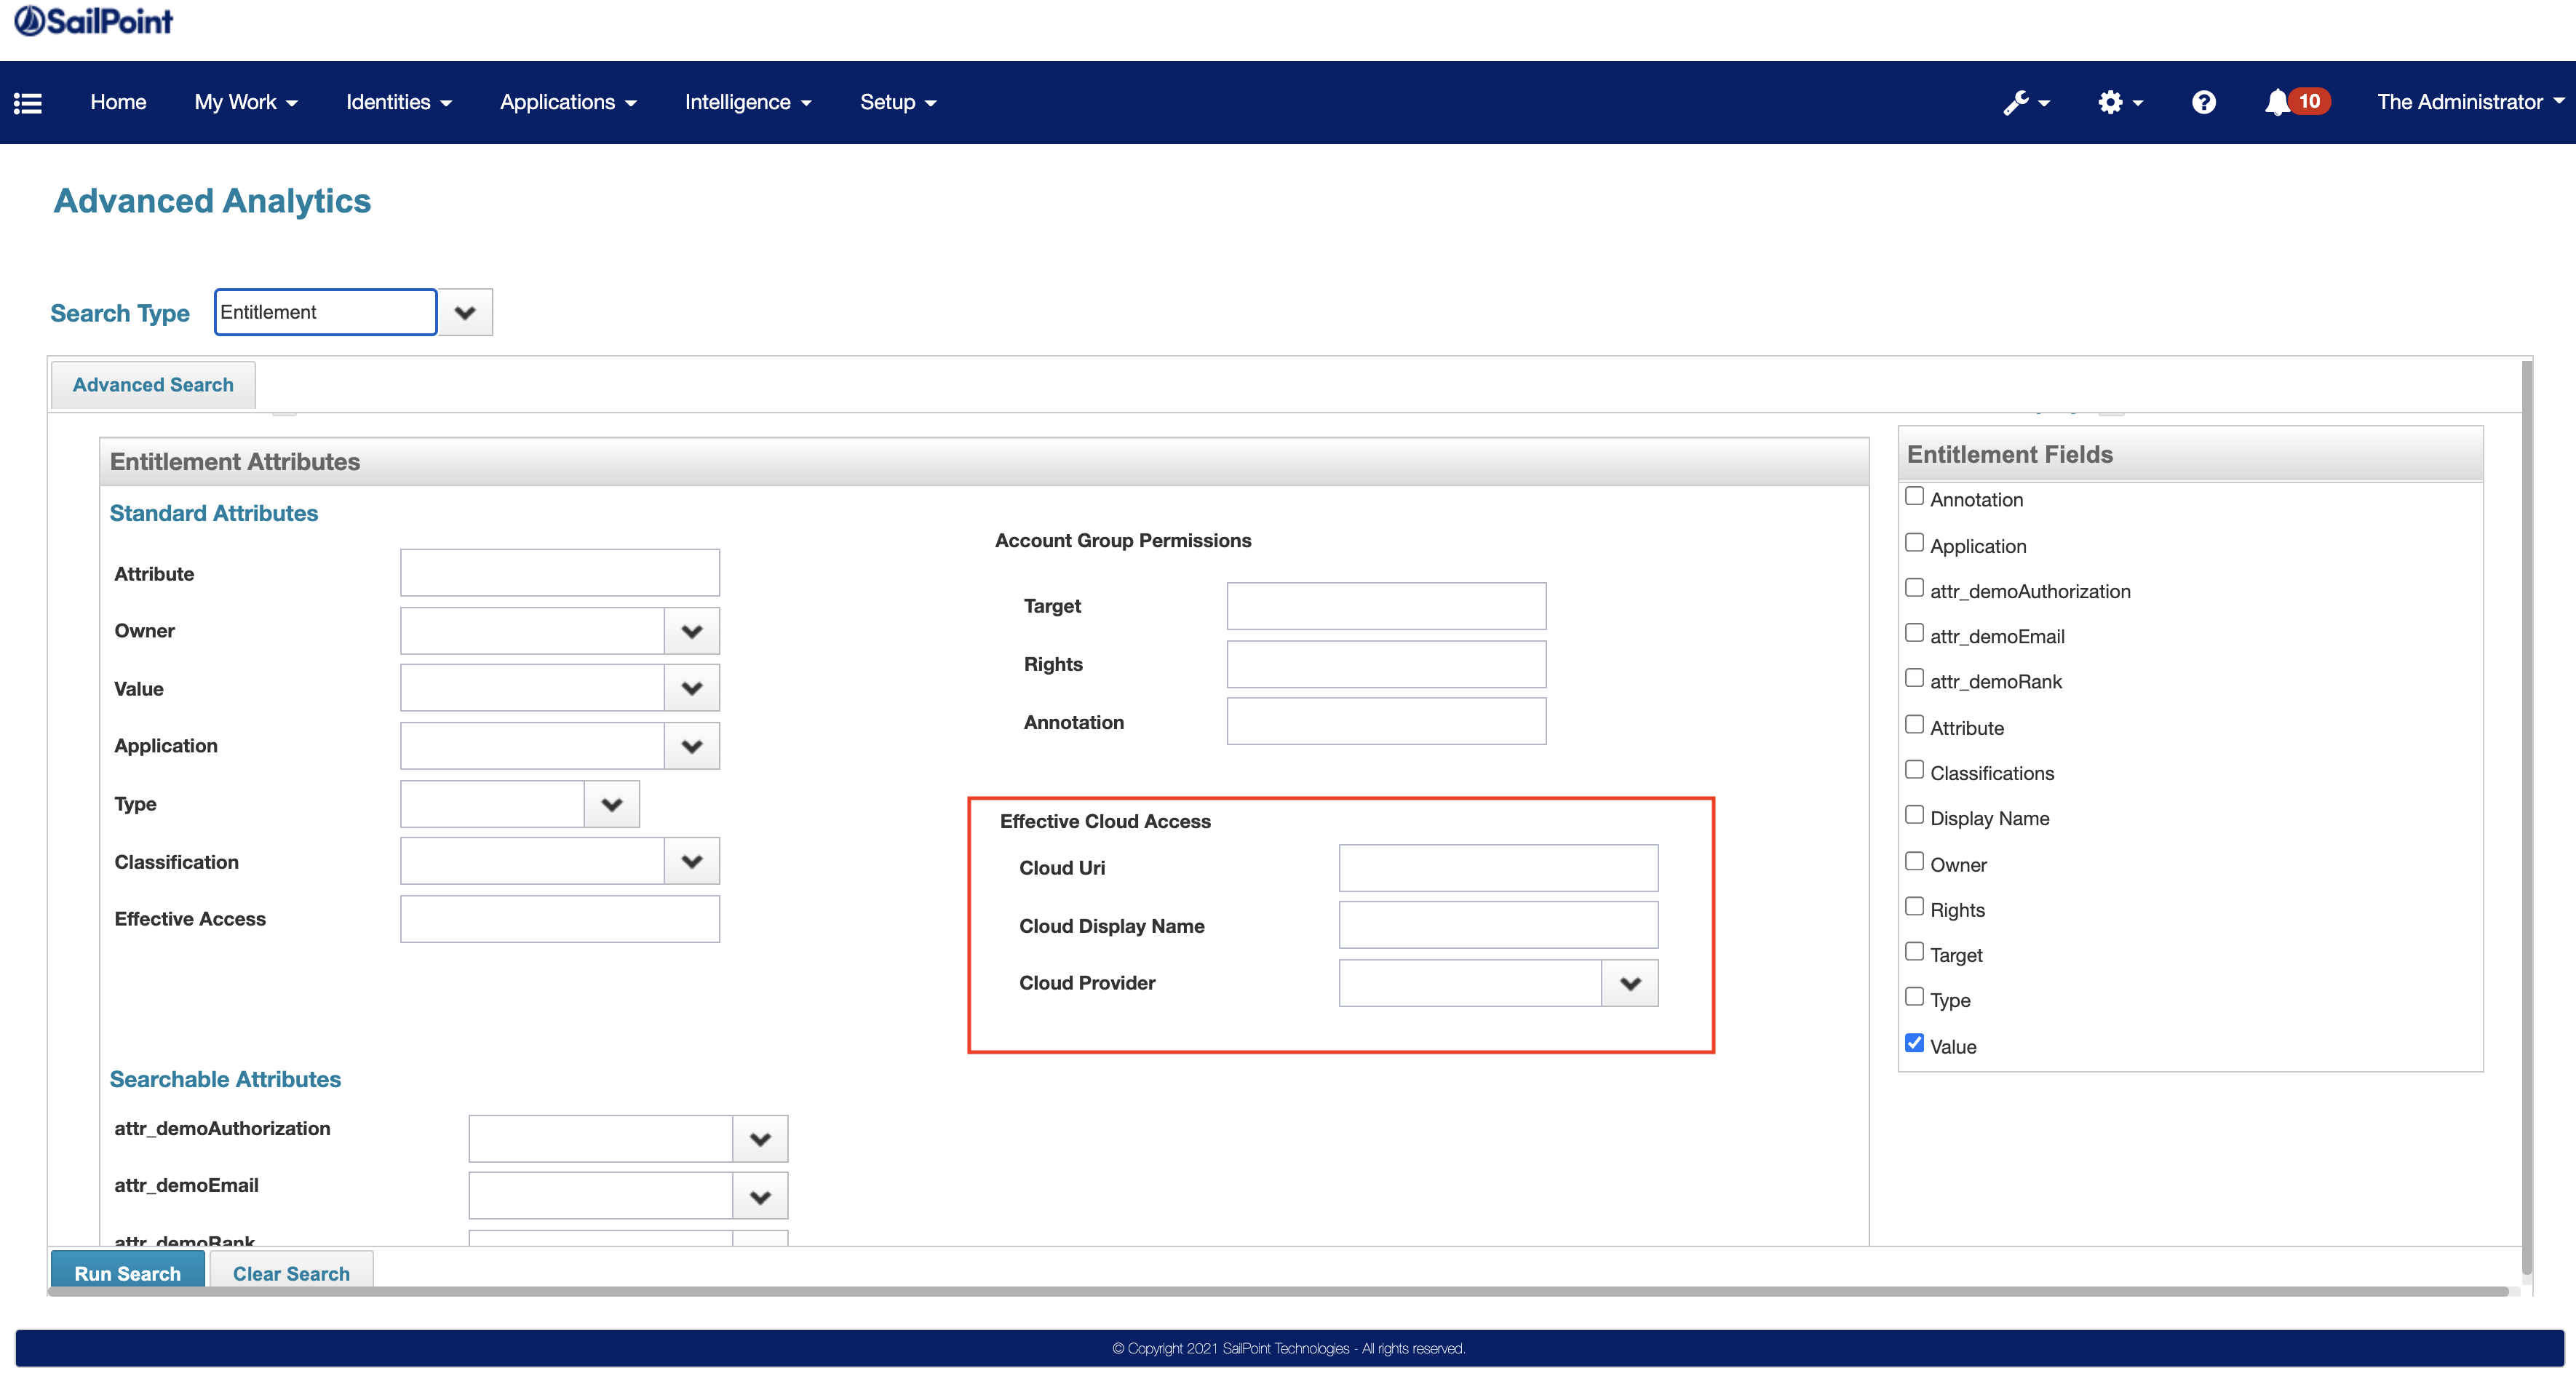 SailPoint
Home My Work Identities Applications Intelligence Setup 10 The Administrator
Advanced Analytics
Search Type Entitlement
Advanced Search
Entitlement Attributes
Standard Attributes
Attribute
Owner
Value
Application
Type
Classification
Effective Access
Account Group Permissions
Target
Rights
Annotation
Effective Cloud Access
Cloud Uri
Cloud Display Name
Cloud Provider
Searchable Attributes
attr_demoAuthorization
attr_demoEmail
attr_demoRank
Entitlement Fields
Annotation
Application
attr_demoAuthorization
attr_demoEmail
attr_demoRank
Attribute
Classifications
Display Name
Owner
Rights
Target
Type
Value
Run Search Clear Search
© Copyright 2021 SailPoint Technologies - All rights reserved.